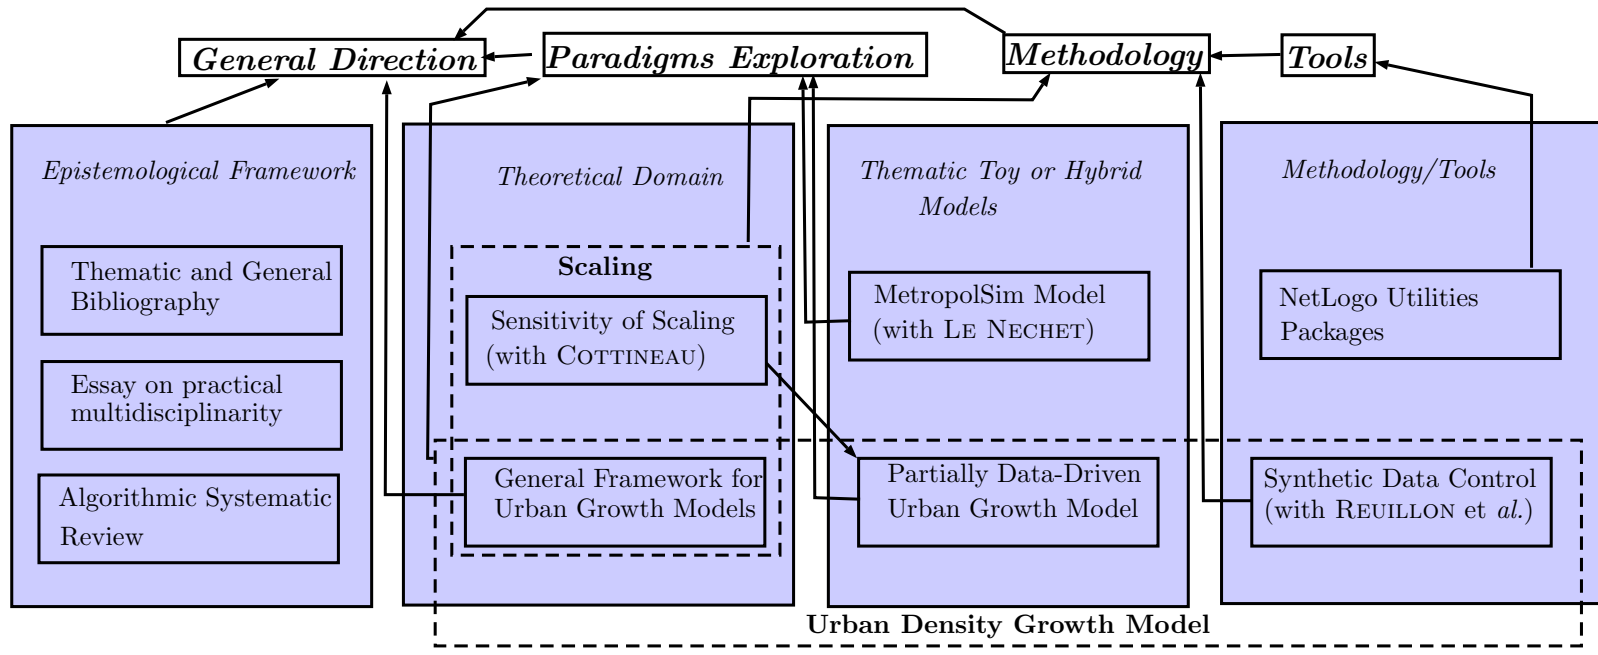 General Direction
Paradigms Exploration
Methodology
Tools
Epistemological Framework
Thematic and General
Bibliography
Essay on practical
multidisciplinarity
Algorithmic Systematic
Review
Theoretical Domain
Scaling
Sensitivity of Scaling
(with COTTINEAU)
General Framework for
Urban Growth Models
Thematic Toy or Hybrid
Models
MetropolSim Model
(with LE NECHET)
Partially Data-Driven
Urban Growth Model
Methodology/Tools
NetLogo Utilities
Packages
Synthetic Data Control
(with REUILLON et al.)
Urban Density Growth Model